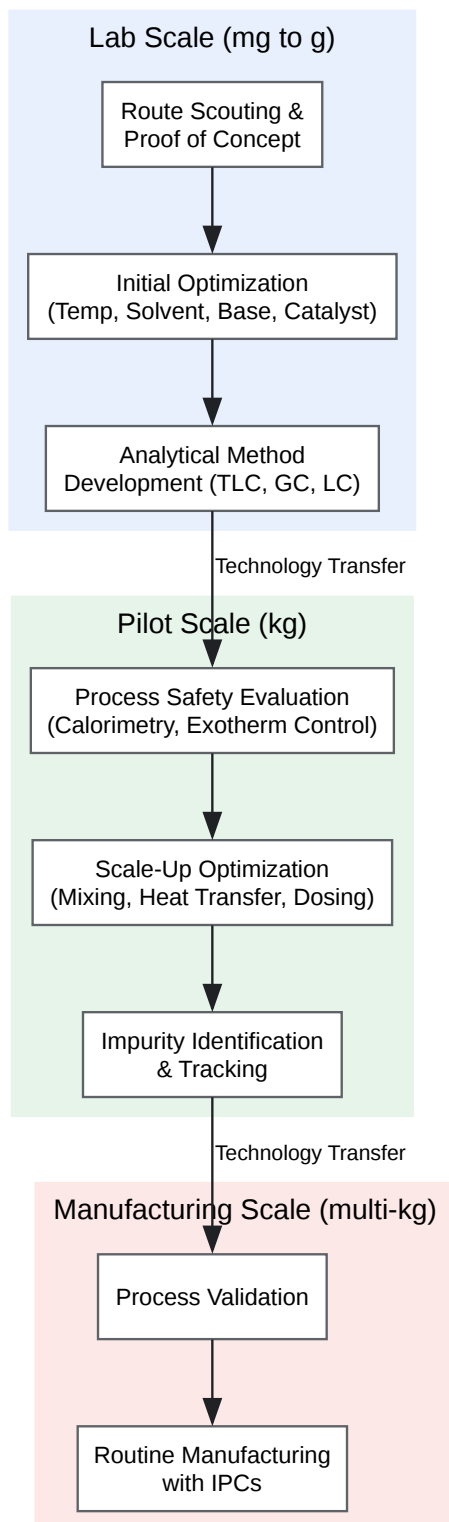 Lab Scale (mg to g)
Route Scouting &
Proof of Concept
Initial Optimization
(Temp, Solvent, Base, Catalyst)
Analytical Method
Development (TLC, GC, LC)
Technology Transfer
Pilot Scale (kg)
Process Safety Evaluation
(Calorimetry, Exotherm Control)
Scale-Up Optimization
(Mixing, Heat Transfer, Dosing)
Impurity Identification
& Tracking
Technology Transfer
Manufacturing Scale (multi-kg)
Process Validation
Routine Manufacturing
with IPCs